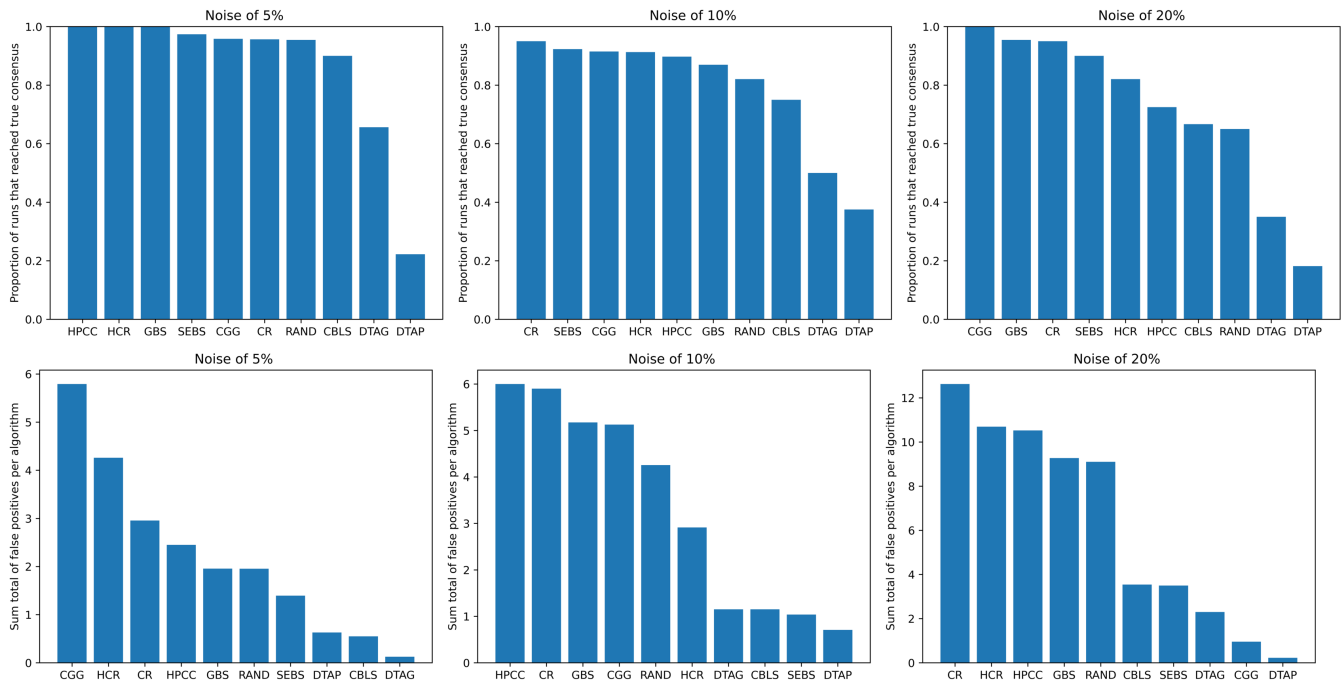 Noise of 5%
Proportion of runs that reached true consensus
1.0
0.8
0.6
0.4
0.2
0.0
HPCC HCR GBS SEBS CGG CR RAND CBLS DTAG DTAP
Noise of 10%
Proportion of runs that reached true consensus
1.0
0.8
0.6
0.4
0.2
0.0
CR SEBS CGG HCR HPCC GBS RAND CBLS DTAG DTAP
Noise of 20%
Proportion of runs that reached true consensus
1.0
0.8
0.6
0.4
0.2
0.0
CGG GBS CR SEBS HCR HPCC CBLS RAND DTAG DTAP
Noise of 5%
Sum total of false positives per algorithm
6
5
4
3
2
1
0
CGG HCR CR HPCC GBS RAND SEBS DTAP CBLS DTAG
Noise of 10%
Sum total of false positives per algorithm
6
5
4
3
2
1
0
HPCC CR GBS CGG RAND HCR DTAG CBLS SEBS DTAP
Noise of 20%
Sum total of false positives per algorithm
12
10
8
6
4
2
0
CR HCR HPCC GBS RAND CBLS SEBS DTAG CGG DTAP